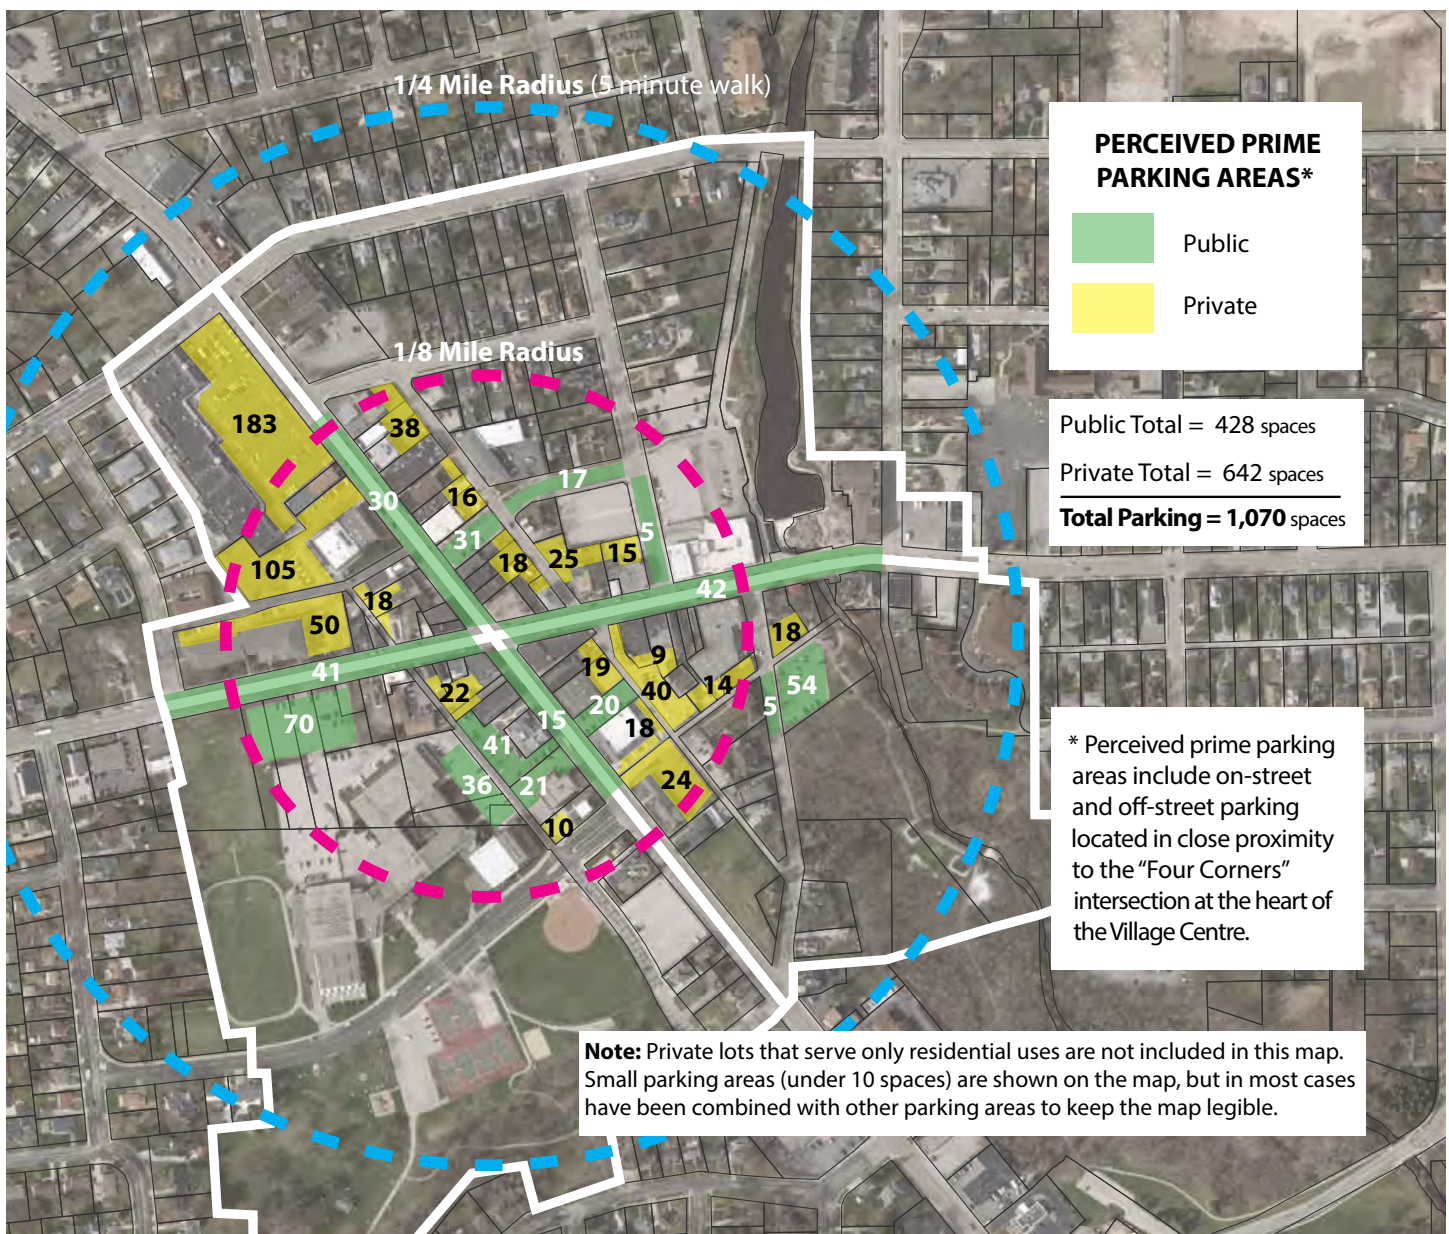 1/4 Mile Radius (5 minute walk)
PERCEIVED PRIME
PARKING AREAS*
Public
Private
1/8 Mile Radius
Public Total = 428 spaces
Private Total = 642 spaces
Total Parking = 1,070 spaces
183
38
30
16
17
31
18
25
15
5
105
18
42
50
41
18
9
19
22
40
14
54
70
20
5
15
18
41
36
21
24
10
* Perceived prime parking
areas include on-street
and off-street parking
located in close proximity
to the “Four Corners”
intersection at the heart of
the Village Centre.
Note: Private lots that serve only residential uses are not included in this map.
Small parking areas (under 10 spaces) are shown on the map, but in most cases
have been combined with other parking areas to keep the map legible.